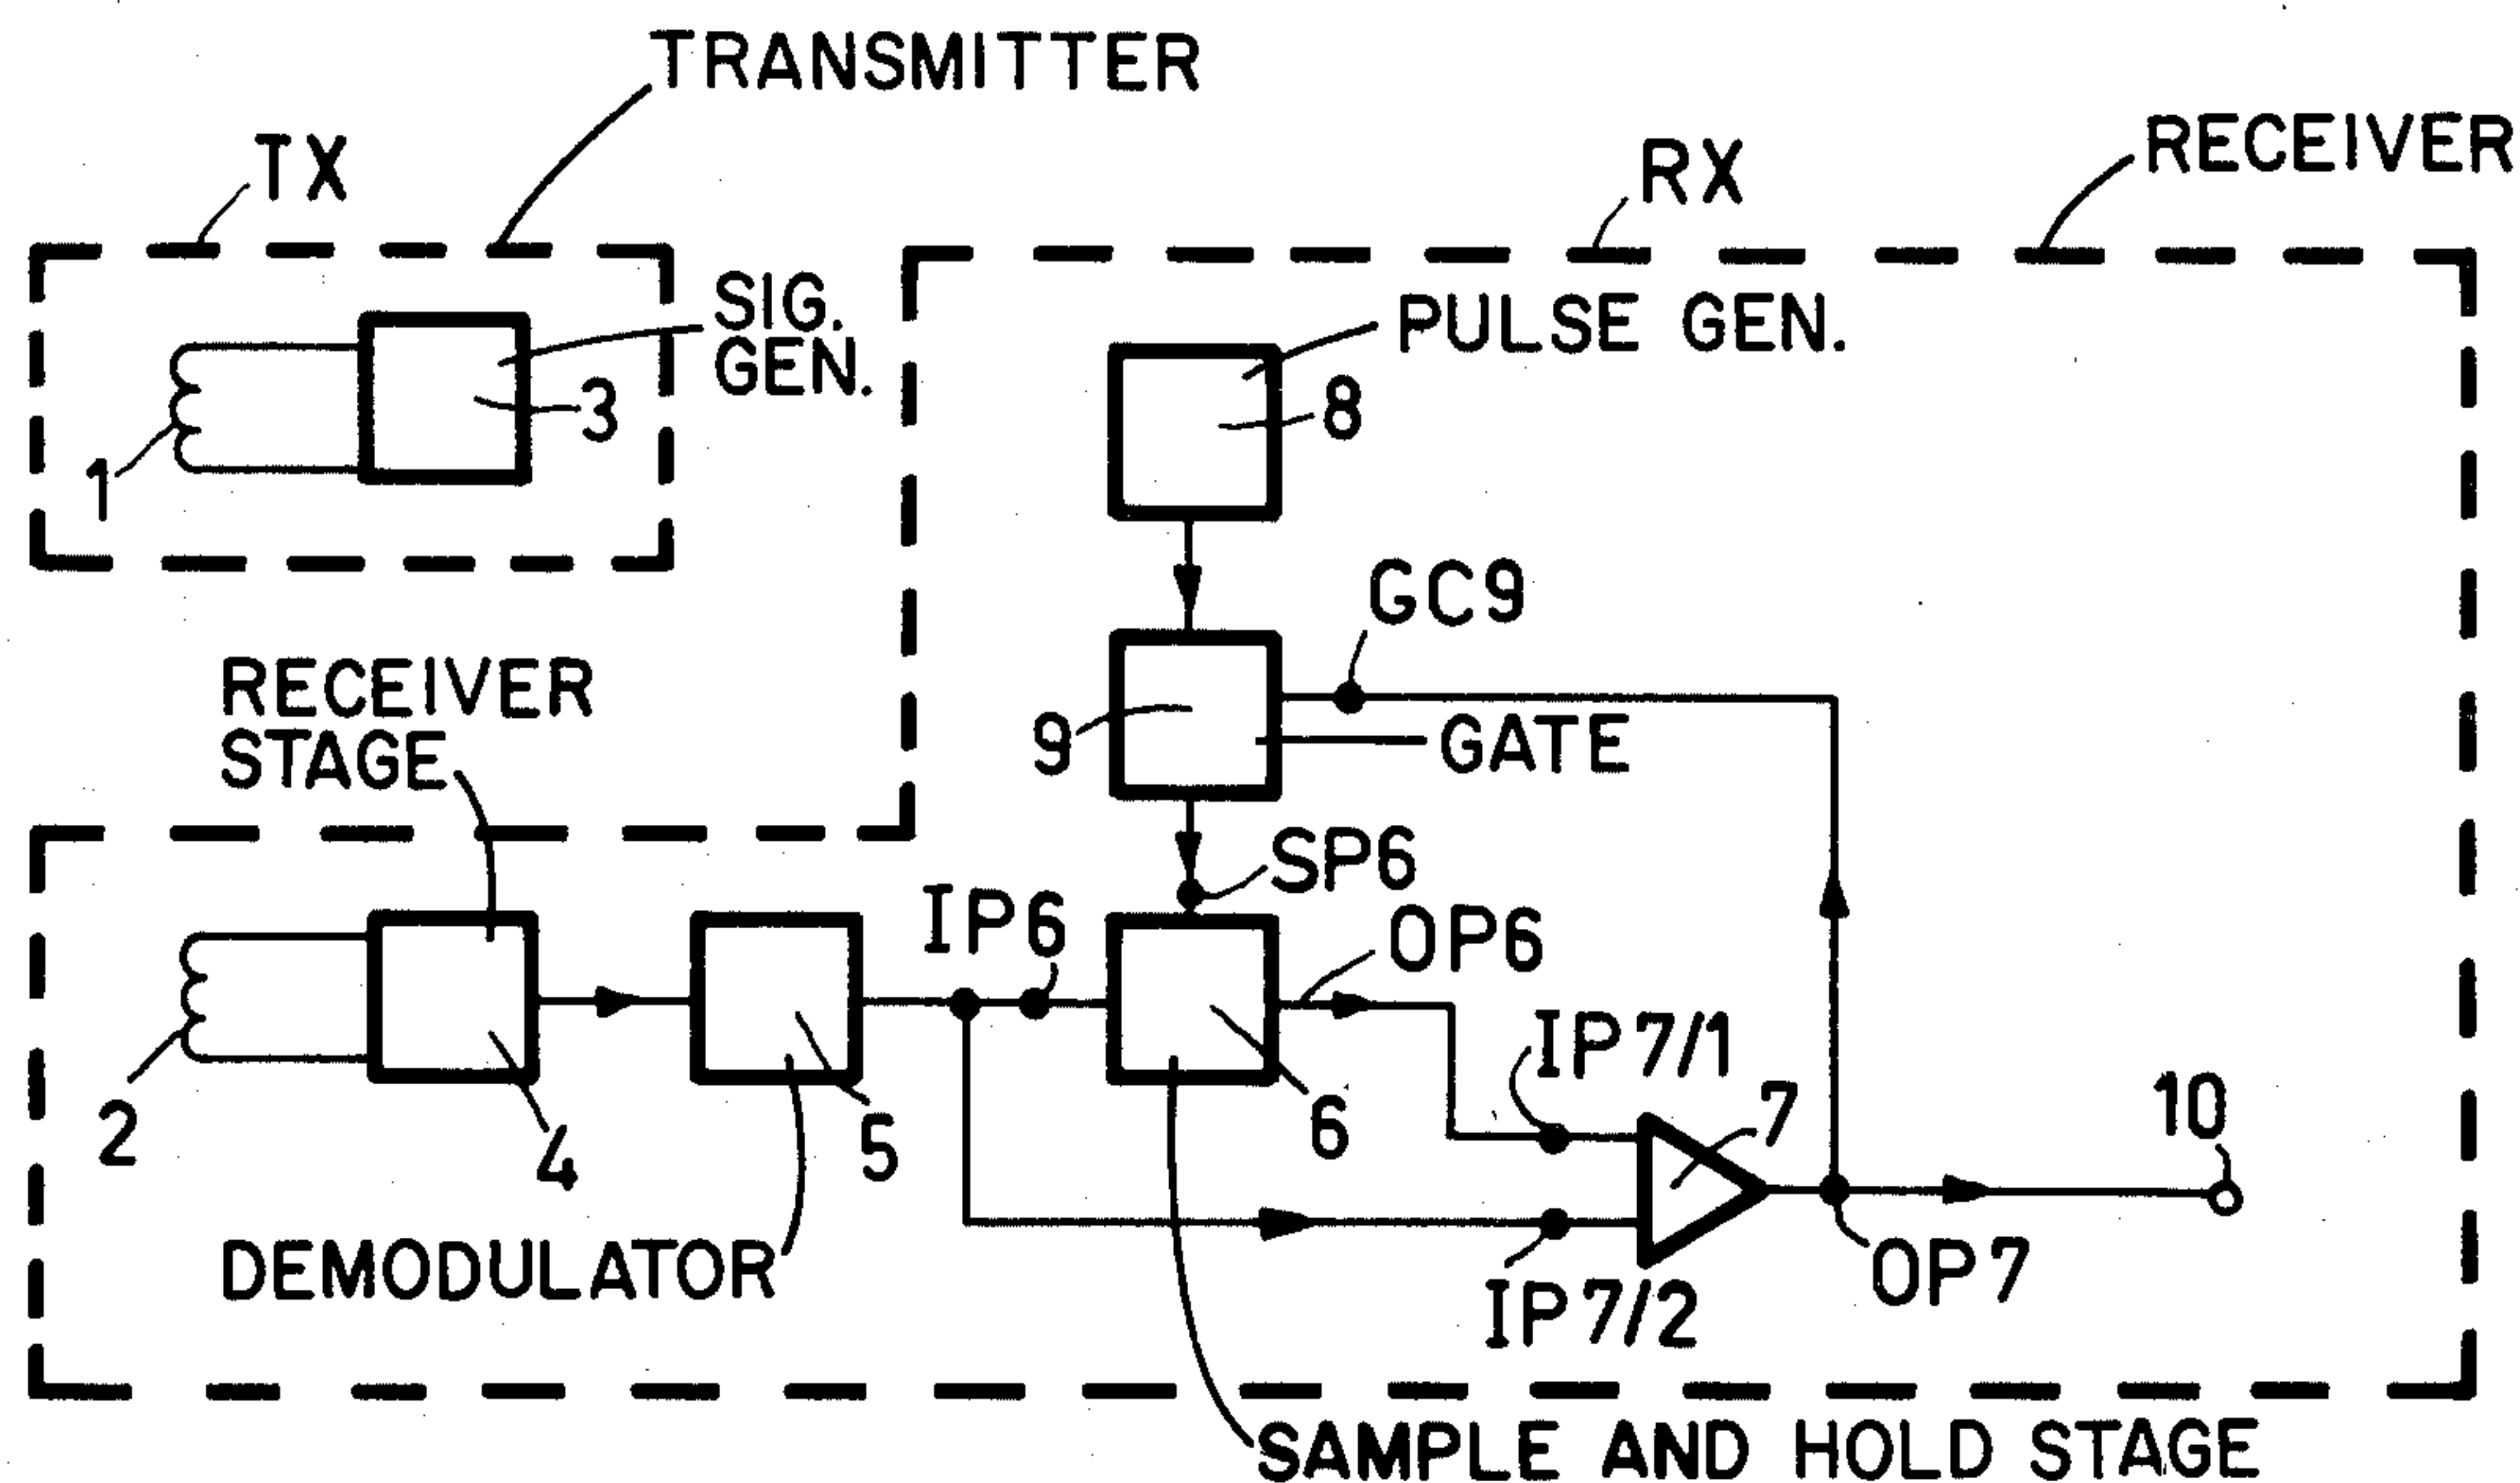 TRANSMITTER
TX
RX
RECEIVER
SIG.
GEN.
PULSE GEN.
3
8
1
GC9
RECEIVER
STAGE
9
GATE
SP6
IP6
OP6
IP7/1
7
10
2
4
5
6
DEMODULATOR
OP7
IP7/2
SAMPLE AND HOLD STAGE